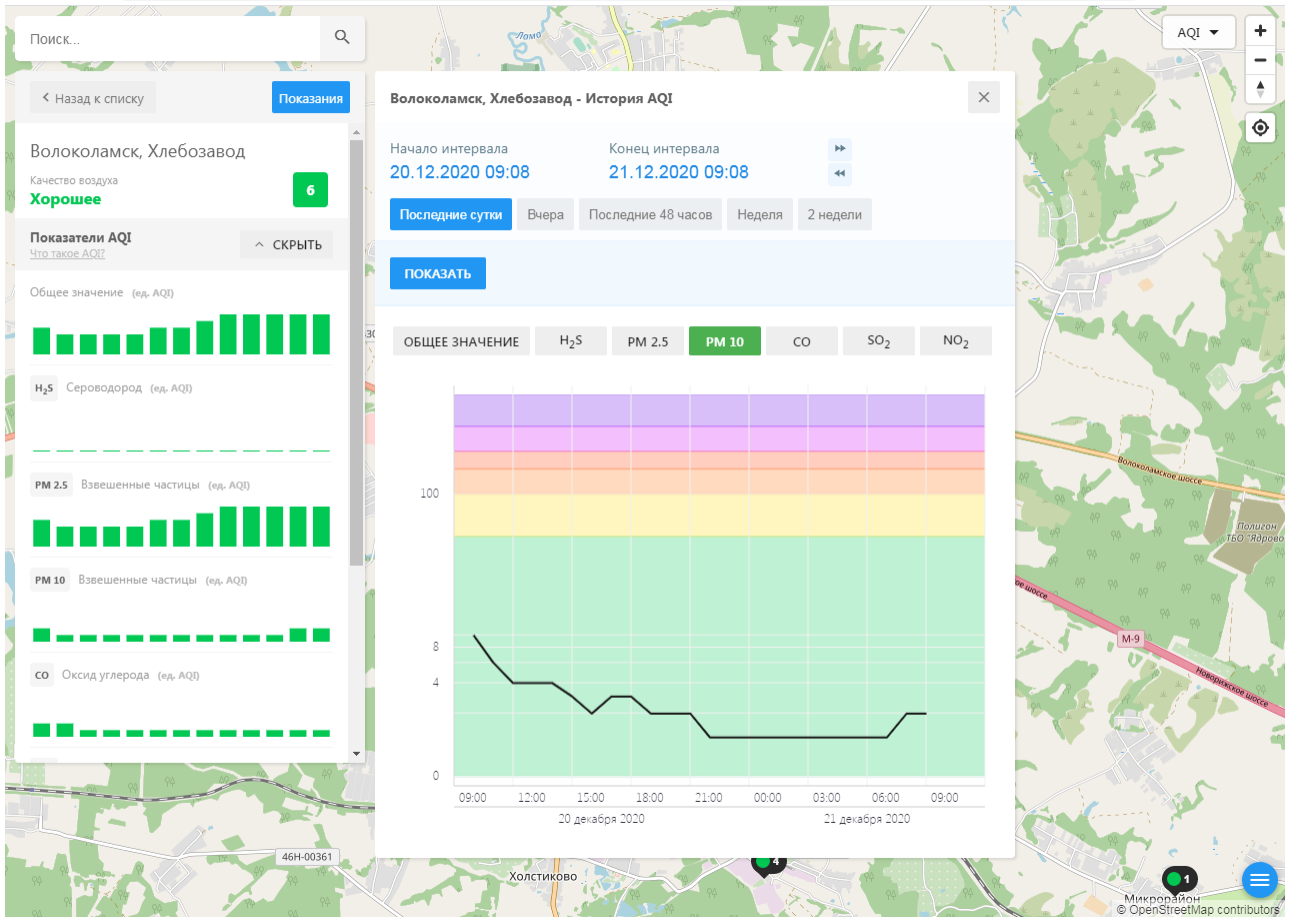 Поиск...
AQI
Ломо
Назад к списку
Показания
Волоколамск, Хлебозавод
Качество воздуха
Хорошее
6
Показатели AQI
Что такое AQI?
СКРЫТЬ
Общее значение (ед. AQI)
H2S Сероводород (ед. AQI)
PM 2.5 Взвешенные частицы (ед. AQI)
PM 10 Взвешенные частицы (ед. AQI)
CO Оксид углерода (ед. AQI)
Волоколамск, Хлебозавод - История AQI
Начало интервала
20.12.2020 09:08
Конец интервала
21.12.2020 09:08
Последние сутки
Вчера
Последние 48 часов
Неделя
2 недели
ПОКАЗАТЬ
ОБЩЕЕ ЗНАЧЕНИЕ
H2S
PM 2.5
PM 10
CO
SO2
NO2
100
8
4
0
09:00 12:00 15:00 18:00 21:00 00:00 03:00 06:00 09:00
20 декабря 2020 21 декабря 2020
Волоколамское шоссе
Полигон
ТБО "Ядрово
М-9
Новорижское шоссе
46Н-00361
Холстиково
4
1
Микрорайон
© OpenStreetMap contributors